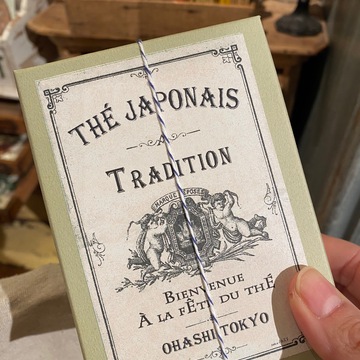 THÉ JAPONAIS
TRADITION
MARQUE DÉPOSÉE
BIENVENUE
À LA FÊTE DU THÉ
OHASHI TOKYO